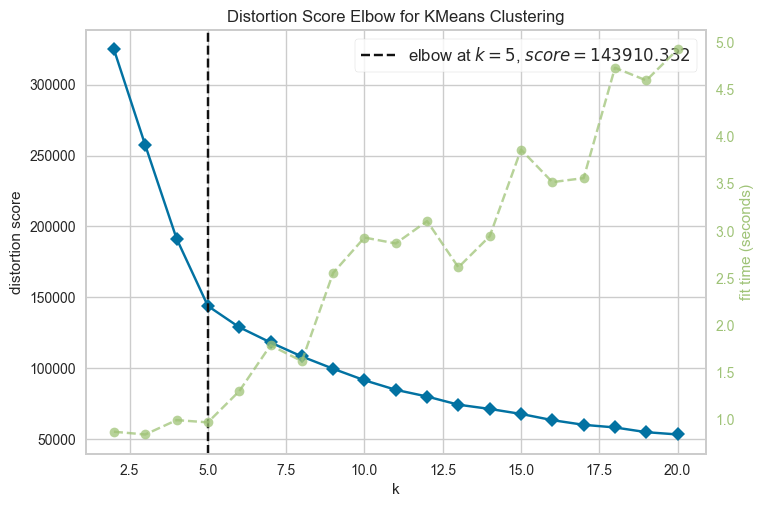 Distortion Score Elbow for KMeans Clustering
elbow at k = 5, score = 143910.332
distortion score
300000
250000
200000
150000
100000
50000
5.0
4.5
4.0
3.5
3.0
2.5
2.0
1.5
1.0
fit time (seconds)
2.5 5.0 7.5 10.0 12.5 15.0 17.5 20.0
k